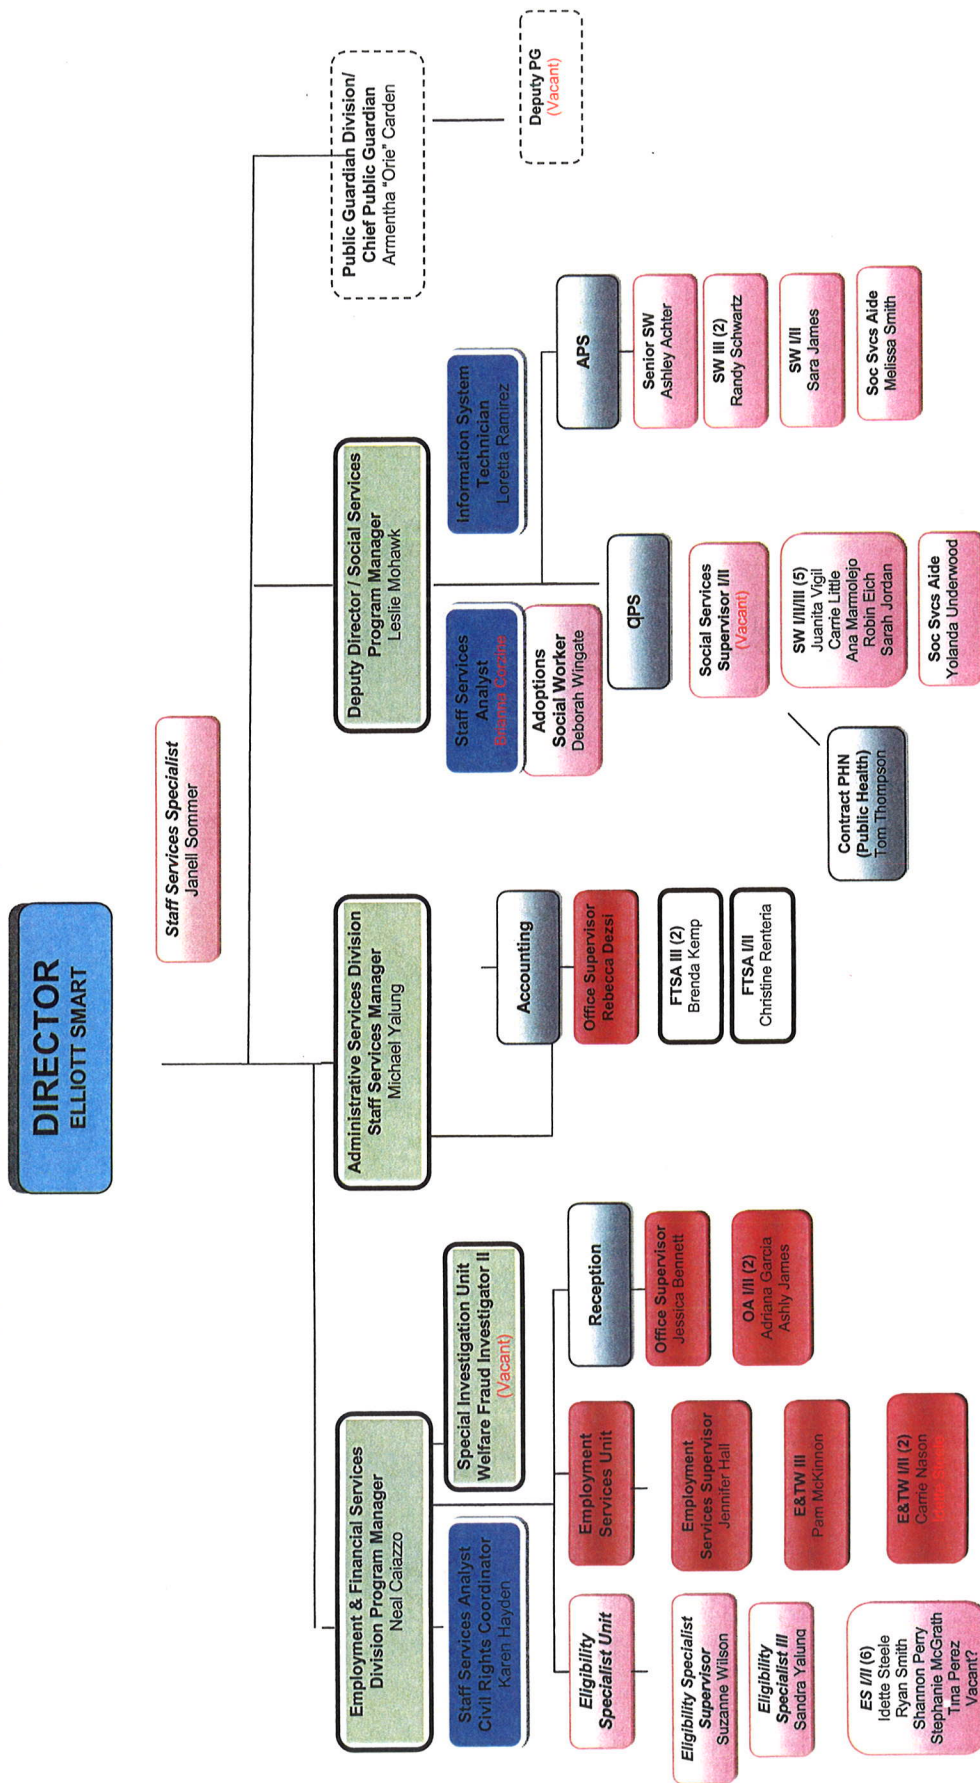 DIRECTOR
ELLIOTT SMART
Staff Services Specialist
Janell Sommer
Employment & Financial Services
Division Program Manager
Neal Caiazzo
Administrative Services Division
Staff Services Manager
Michael Yalung
Deputy Director / Social Services
Program Manager
Leslie Mohawk
Public Guardian Division/
Chief Public Guardian
Armentha "Orie" Carden
Staff Services Analyst
Civil Rights Coordinator
Karen Hayden
Special Investigation Unit
Welfare Fraud Investigator II
(Vacant)
Staff Services
Analyst
Brianna Corzine
Information System
Technician
Loretta Ramirez
Adoptions
Social Worker
Deborah Wingate
Deputy PG
(Vacant)
Eligibility
Specialist Unit
Employment
Services Unit
Reception
Accounting
CPS
APS
Eligibility Specialist
Supervisor
Suzanne Wilson
Employment
Services Supervisor
Jennifer Hall
Office Supervisor
Jessica Bennett
Office Supervisor
Rebecca Dezsi
Social Services
Supervisor I/II
(Vacant)
Senior SW
Ashley Achter
Eligibility
Specialist III
Sandra Yalung
E&TW III
Pam McKinnon
OA I/II (2)
Adriana Garcia
Ashly James
FTSA III (2)
Brenda Kemp
SW I/II/III (5)
Juanita Vigil
Carrie Little
Ana Marmolejo
Robin Eich
Sarah Jordan
SW III (2)
Randy Schwartz
FTSA I/II
Christine Renteria
SW I/II
Sara James
ES I/II (6)
Idette Steele
Ryan Smith
Shannon Perry
Stephanie McGrath
Tina Perez
Vacant?
E&TW I/II (2)
Carrie Nason
Contract PHN
(Public Health)
Tom Thompson
Soc Svcs Aide
Yolanda Underwood
Soc Svcs Aide
Melissa Smith